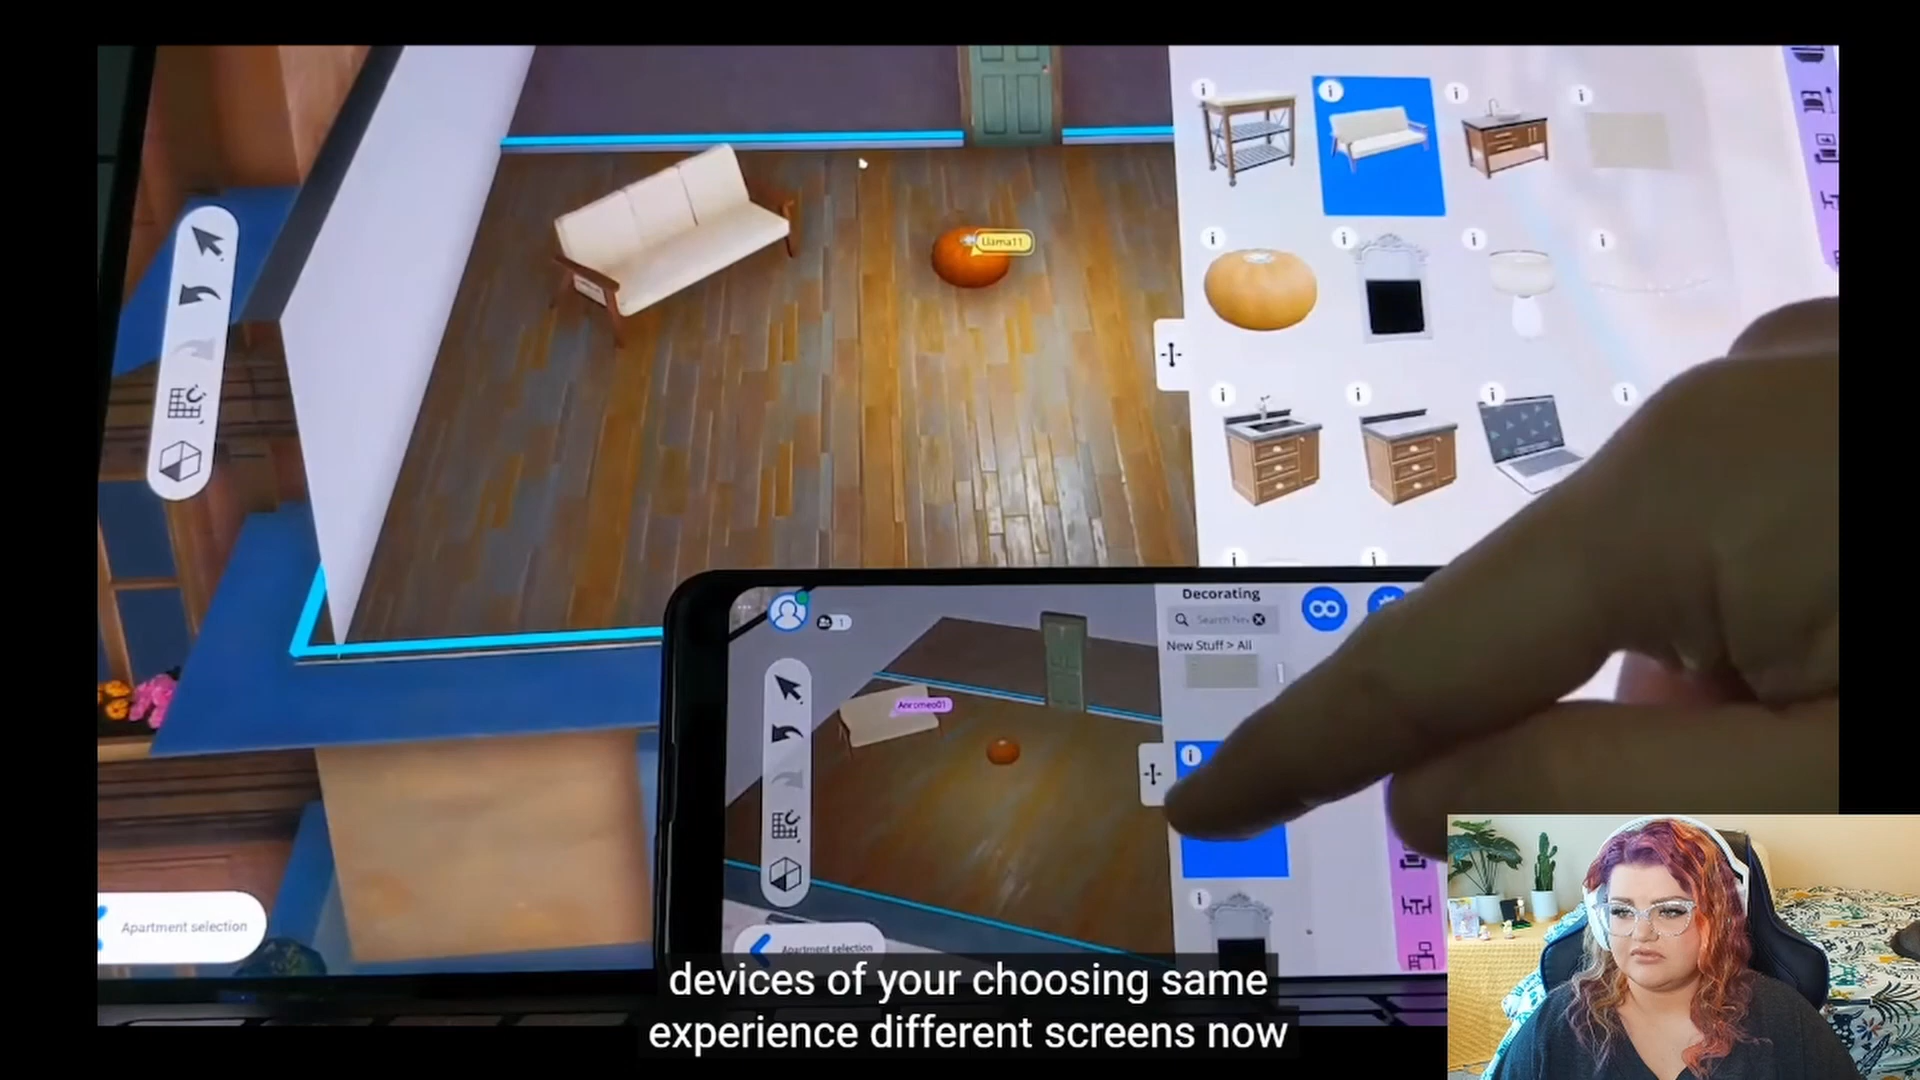 Llama11
Decorating
1
New Stuff > All
Anromeo01
Apartment selection
Apartment selection
devices of your choosing same
experience different screens now